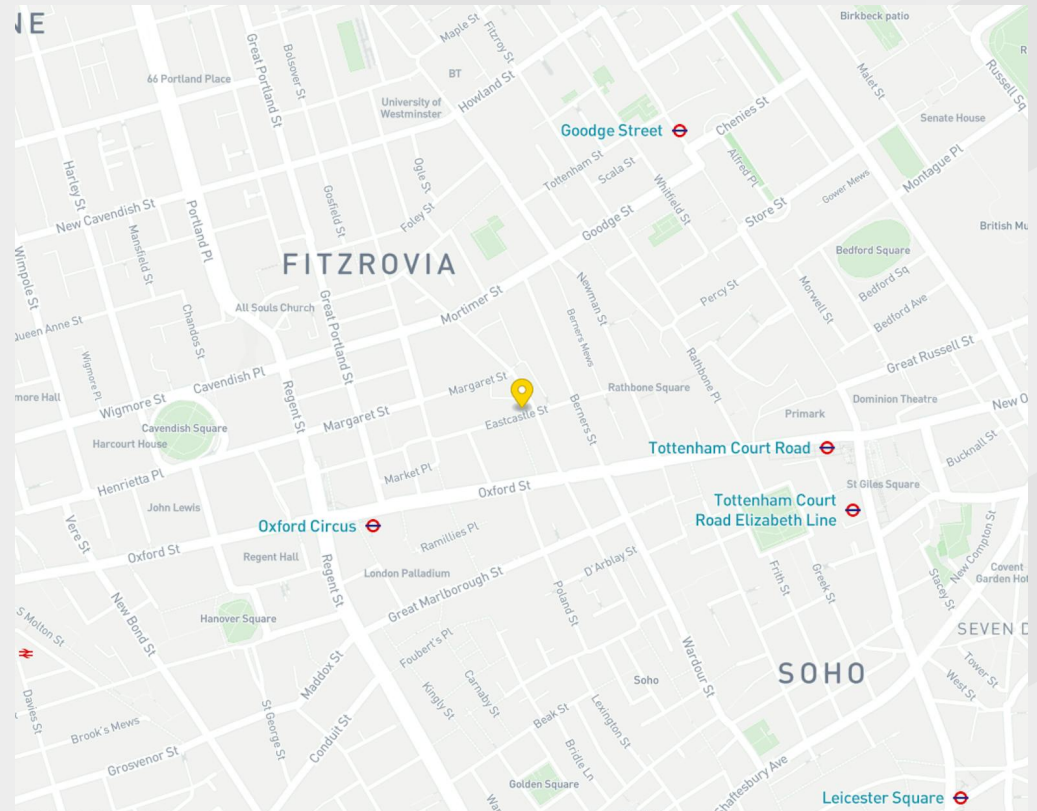 NE
Birkbeck patio
Maple St
Fitzroy St
Great Portland St
Bolsover St
66 Portland Place
BT
Howland St
University of
Westminster
Malet St
Russell Sq
R
Senate House
Goodge Street
Chenies St
Tottenham St
Scala St
Alfred Pl
Montague Pl
Harley St
New Cavendish St
Portland Pl
Gosfield St
Ogle St
Foley St
Whitfield St
Goodge St
Store St
Gower Mews
British Mu
Mansfield St
Wimpole St
FITZROVIA
Bedford Square
Bedford Sq
Bedford Ave
Morwell St
Percy St
Newman St
Berners Mews
Mortimer St
All Souls Church
Great Portland St
Chandos St
Queen Anne St
Wigmore Pl
Cavendish Pl
Regent St
Margaret St
Rathbone Pl
Rathbone Square
Great Russell St
more Hall
Wigmore St
Cavendish Square
Harcourt House
Margaret St
Eastcastle St
Berners St
Primark
Dominion Theatre
New O
Tottenham Court Road
Bucknall St
Henrietta Pl
Market Pl
Oxford St
St Giles Square
John Lewis
Tottenham Court
Road Elizabeth Line
Vere St
Oxford Circus
Oxford St
Regent Hall
Ramillies Pl
London Palladium
Regent St
Great Marlborough St
D'Arblay St
Poland St
Frith St
Greek St
Stacey St
New Compton St
Covent
Garden Hot
New Bond St
Hanover Square
S Molton St
Foubert's Pl
SEVEN D
Maddox St
Wardour St
Soho
SOHO
Tower St
West St
Davies St
Brook's Mews
St George St
Conduit St
Kingly St
Carnaby St
Beak St
Lexington St
Bridle Ln
Grosvenor St
Golden Square
Wa
Shaftesbury Ave
Leicester Square